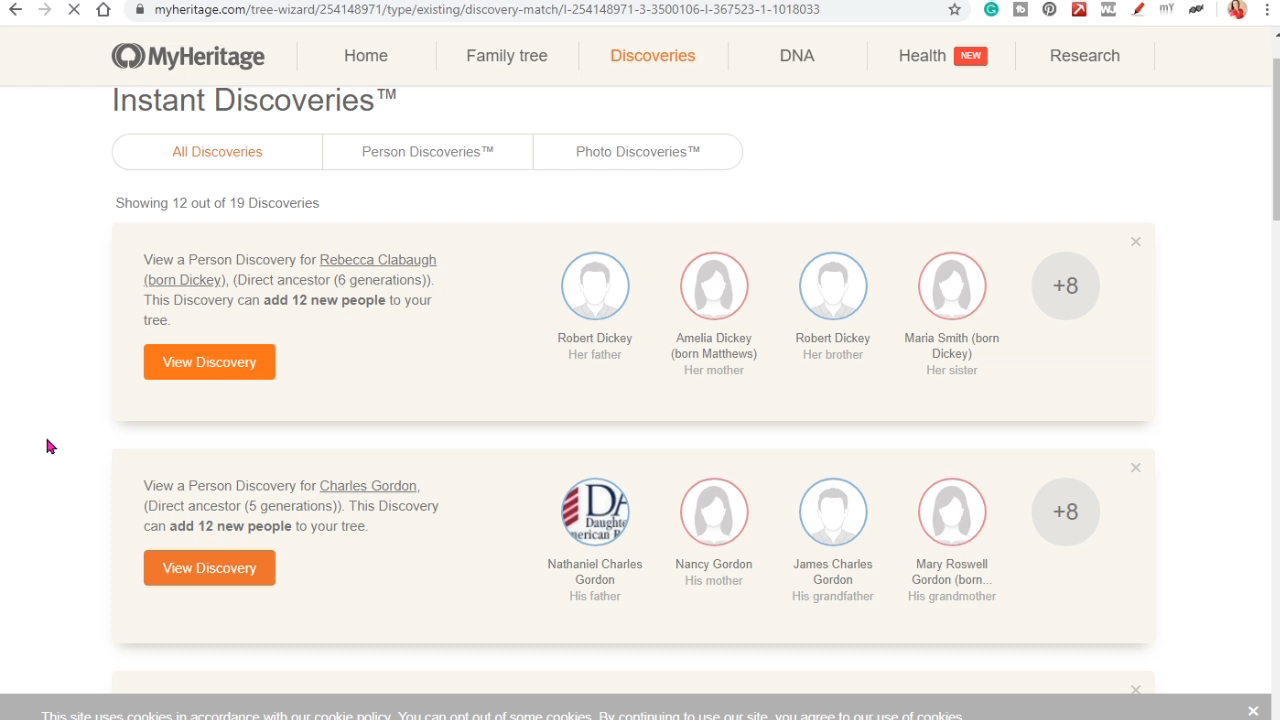 myheritage.com/tree-wizard/254148971/type/existing/discovery-match/I-254148971-3-3500106-I-367523-1-1018033
MyHeritage
Home
Family tree
Discoveries
DNA
Health NEW
Research
Instant Discoveries™
All Discoveries
Person Discoveries™
Photo Discoveries™
Showing 12 out of 19 Discoveries
View a Person Discovery for Rebecca Clabaugh
(born Dickey), (Direct ancestor (6 generations)).
This Discovery can add 12 new people to your
tree.
View Discovery
Robert Dickey
Her father
Amelia Dickey
(born Matthews)
Her mother
Robert Dickey
Her brother
Maria Smith (born
Dickey)
Her sister
+8
View a Person Discovery for Charles Gordon,
(Direct ancestor (5 generations)). This Discovery
can add 12 new people to your tree.
View Discovery
DA
Daughte
erican R
Nathaniel Charles
Gordon
His father
Nancy Gordon
His mother
James Charles
Gordon
His grandfather
Mary Roswell
Gordon (born...
His grandmother
+8
This site uses cookies in accordance with our cookie policy. You can opt out of some cookies. By continuing to use our site, you agree to our use of cookies.